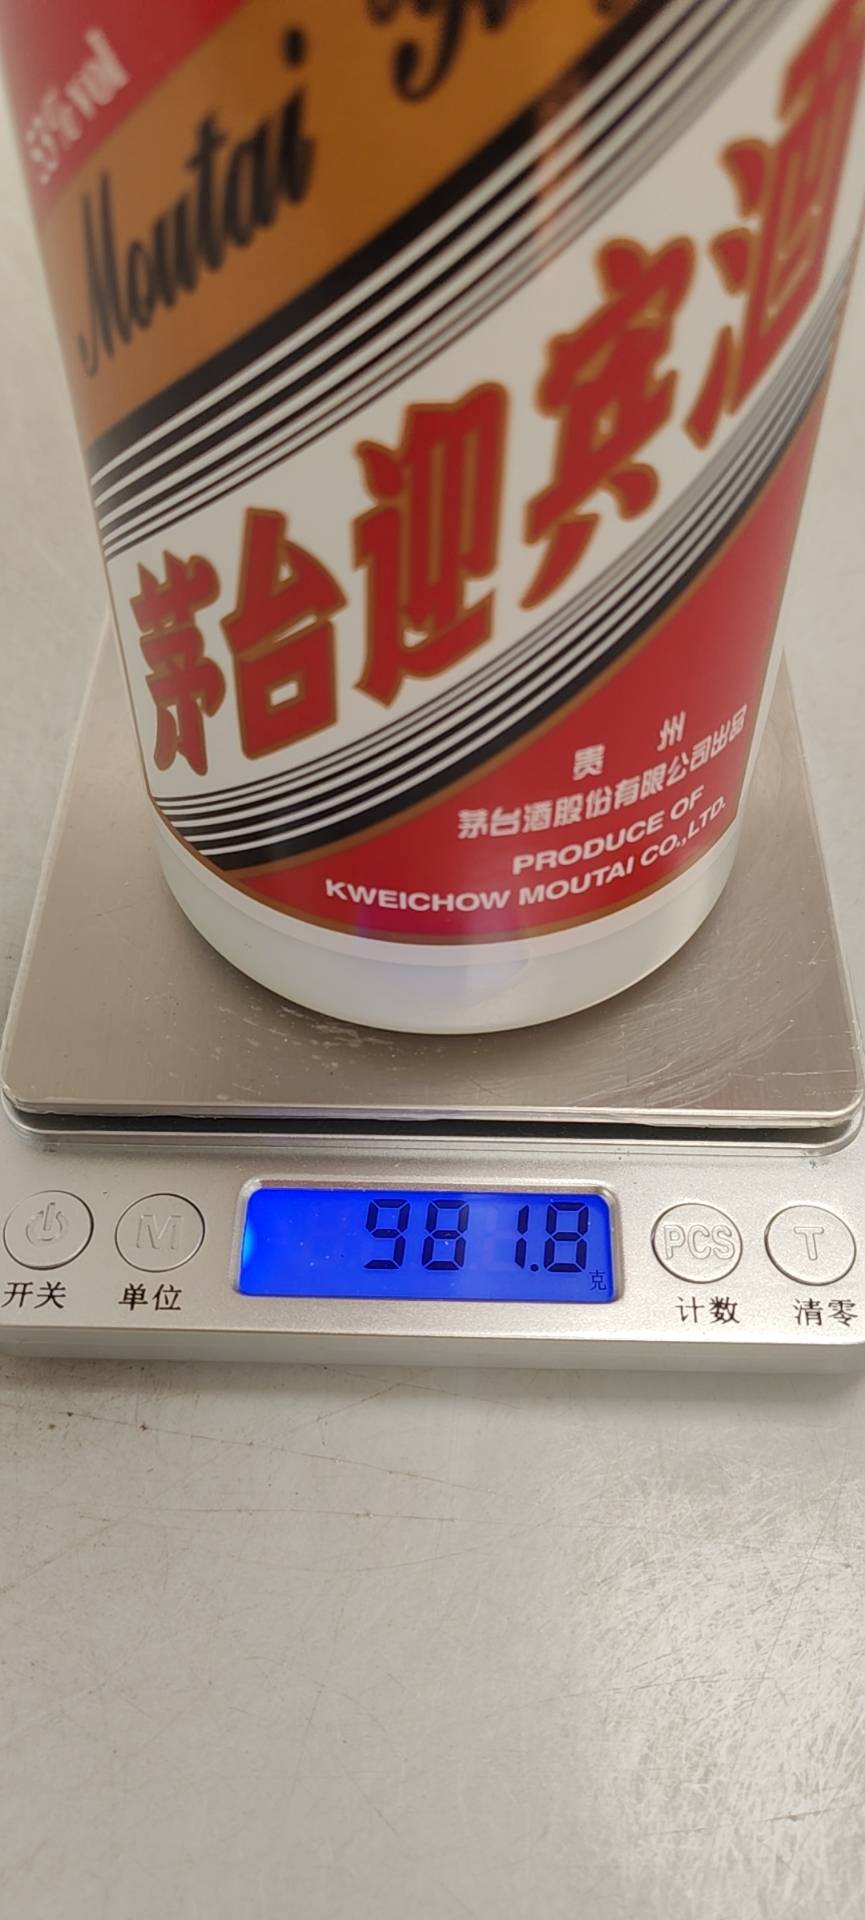 53%vol
Moutai
茅台迎宾酒
贵 州
茅台酒股份有限公司出品
PRODUCE OF
KWEICHOW MOUTAI CO.,LTD.
981.8
克
M
PCS
T
开关
单位
计数
清零